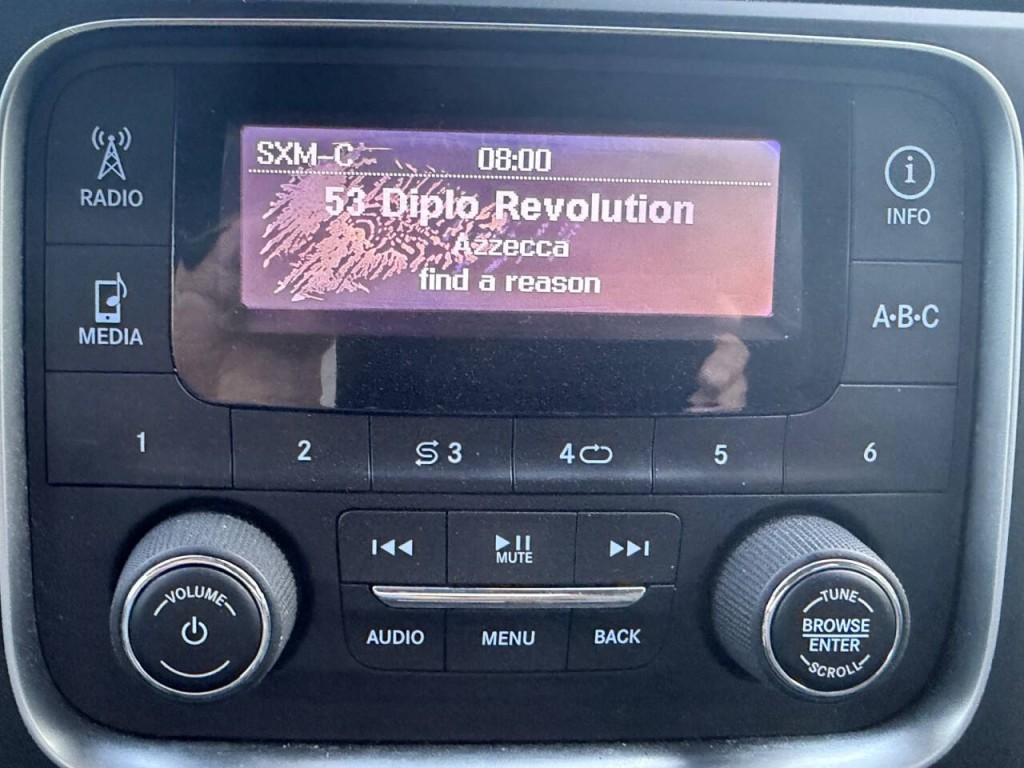 SXM-C 08:00
53 Diplo Revolution
Azzecca
find a reason
RADIO
INFO
MEDIA
A•B•C
1 2 3 4 5 6
MUTE
VOLUME
AUDIO MENU BACK
TUNE
BROWSE
ENTER
SCROLL